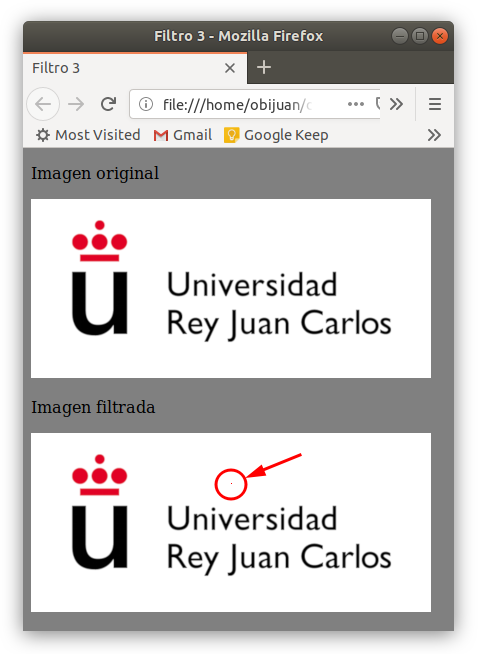 Filtro 3 - Mozilla Firefox
Filtro 3
file:///home/obijuan/
Most Visited
Gmail
Google Keep
Imagen original
u
Universidad
Rey Juan Carlos
Imagen filtrada
u
Universidad
Rey Juan Carlos